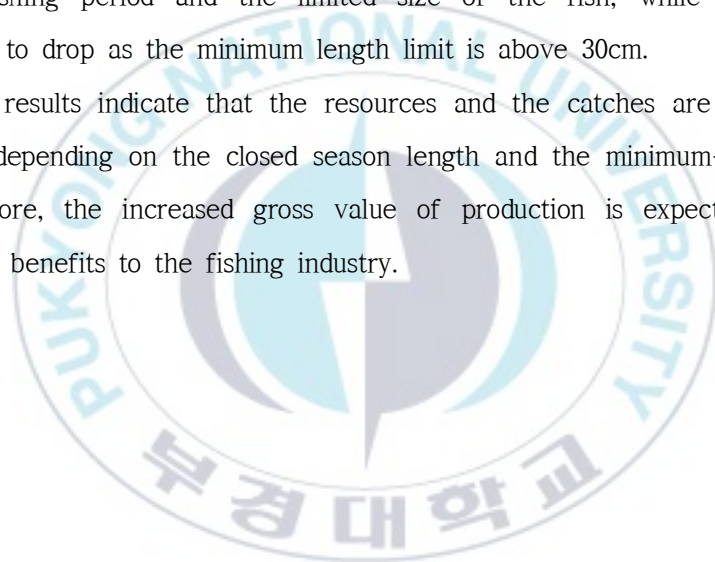 shing period and the limited size of the fish, while
to drop as the minimum length limit is above 30cm.
results indicate that the resources and the catches are
depending on the closed season length and the minimum-
ore, the increased gross value of production is expect
benefits to the fishing industry.
PUKYONG NATIONAL UNIVERSITY
부경대학교